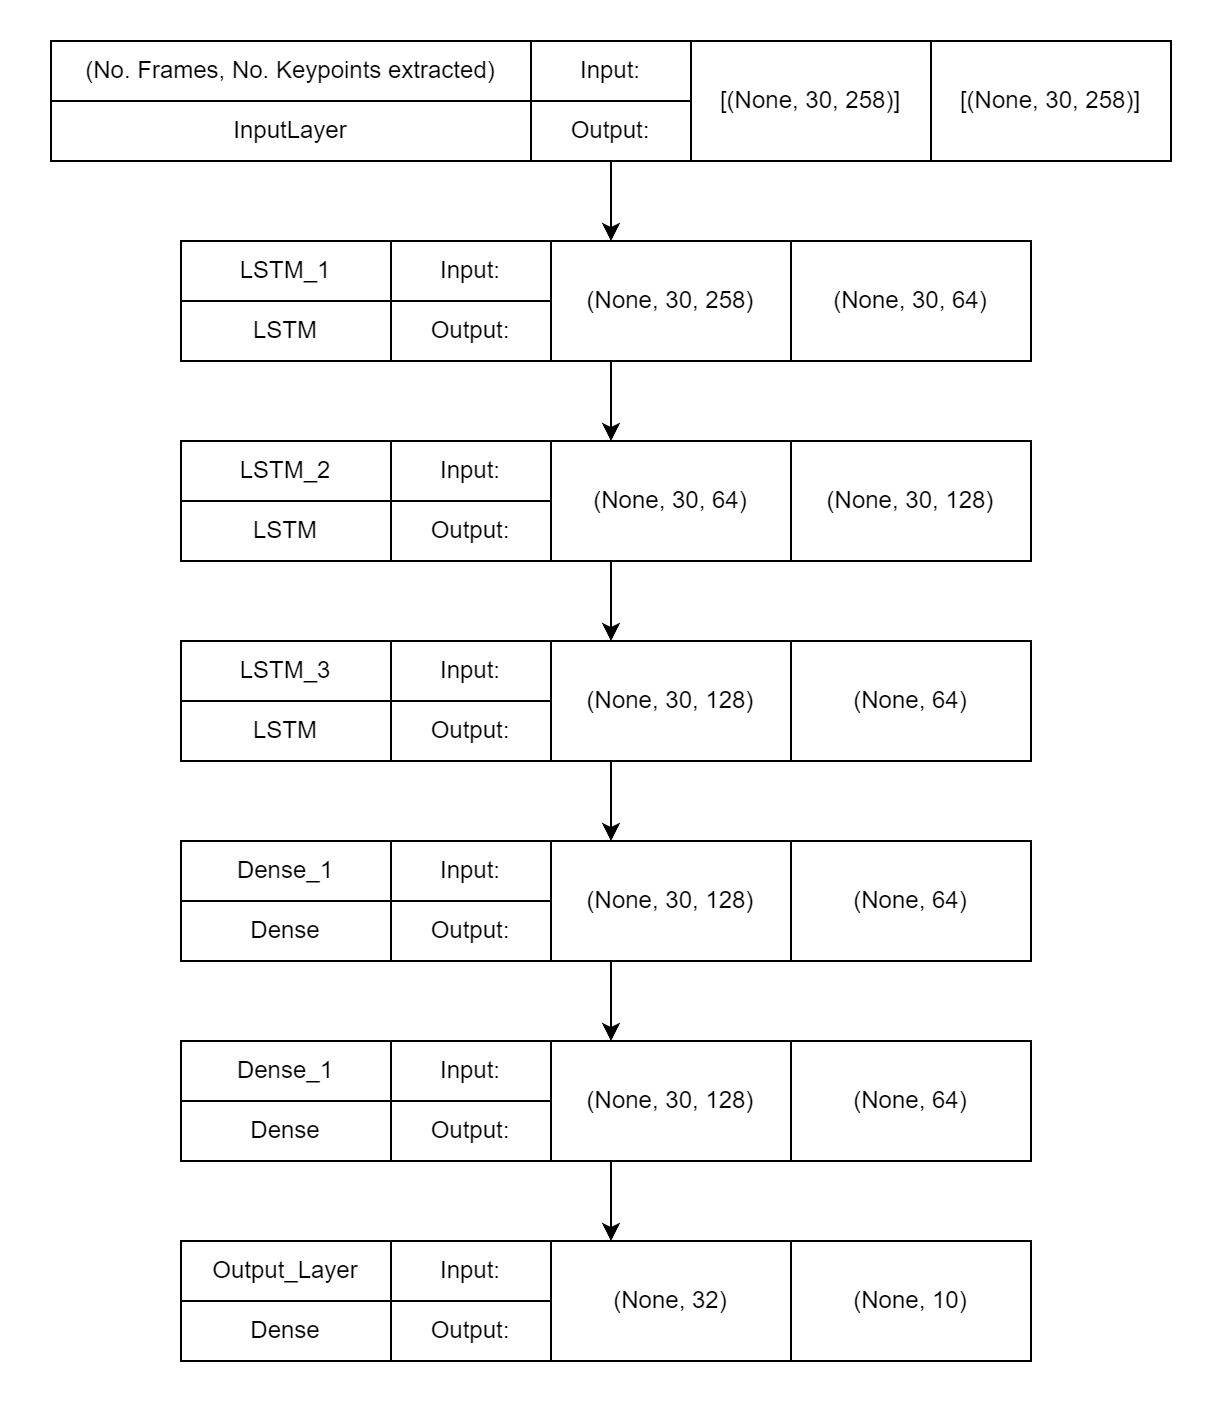 (No. Frames, No. Keypoints extracted)
Input:
[(None, 30, 258)]
[(None, 30, 258)]
InputLayer
Output:
LSTM_1
Input:
(None, 30, 258)
(None, 30, 64)
LSTM
Output:
LSTM_2
Input:
(None, 30, 64)
(None, 30, 128)
LSTM
Output:
LSTM_3
Input:
(None, 30, 128)
(None, 64)
LSTM
Output:
Dense_1
Input:
(None, 30, 128)
(None, 64)
Dense
Output:
Dense_1
Input:
(None, 30, 128)
(None, 64)
Dense
Output:
Output_Layer
Input:
(None, 32)
(None, 10)
Dense
Output: